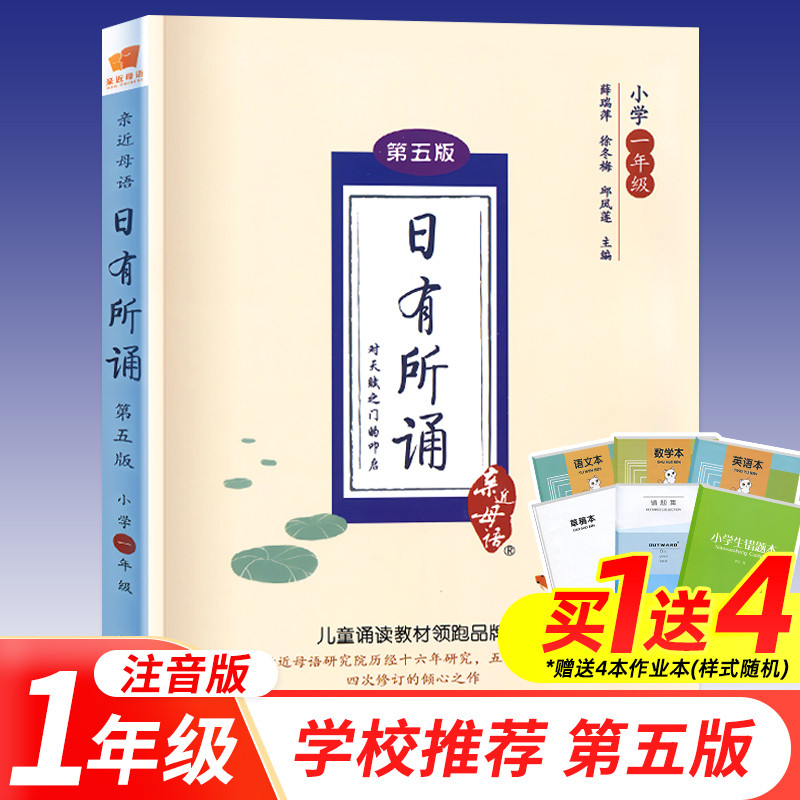 亲近母语
亲近母语
日有所诵
第五版
小学一年级
小学一年级
薛瑞萍 徐冬梅 邱凤莲 主编
第五版
日有所诵
对天赋之门的叩启
亲近母语®
儿童诵读教材领跑品牌
近母语研究院历经十六年研究，五
四次修订的倾心之作
语文本
数学本
英语本
草稿本
错题集
OUTWARD
小学生错题本
买1送4
*赠送4本作业本(样式随机)
注音版
1年级
学校推荐 第五版